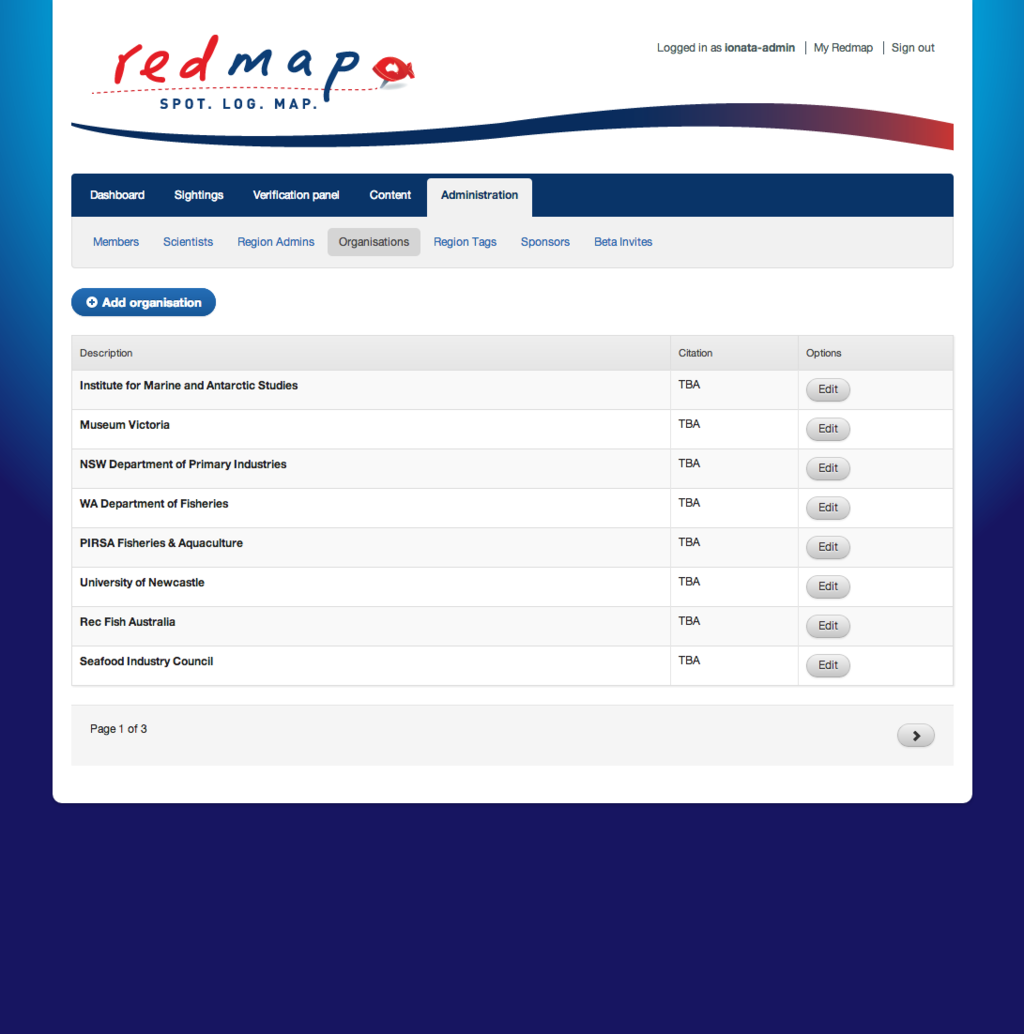 redmap
SPOT. LOG. MAP.
Logged in as ionata-admin | My Redmap | Sign out
Dashboard Sightings Verification panel Content Administration
Members Scientists Region Admins Organisations Region Tags Sponsors Beta Invites
Add organisation
Description Citation Options
Institute for Marine and Antarctic Studies TBA Edit
Museum Victoria TBA Edit
NSW Department of Primary Industries TBA Edit
WA Department of Fisheries TBA Edit
PIRSA Fisheries & Aquaculture TBA Edit
University of Newcastle TBA Edit
Rec Fish Australia TBA Edit
Seafood Industry Council TBA Edit
Page 1 of 3